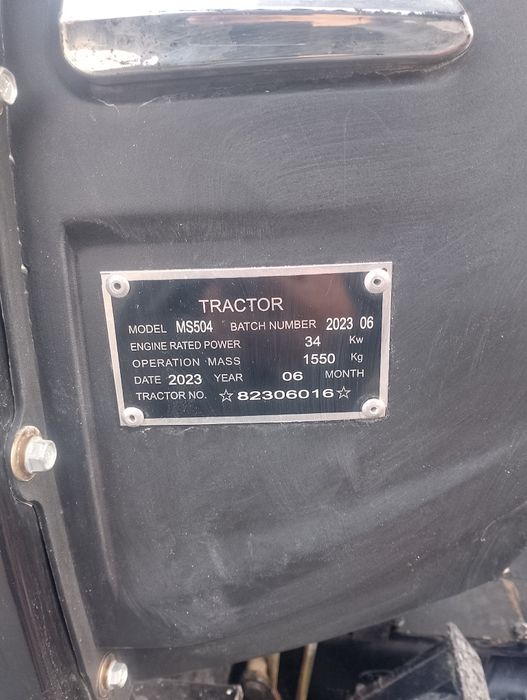 TRACTOR
MODEL MS504 BATCH NUMBER 2023 06
ENGINE RATED POWER 34 Kw
OPERATION MASS 1550 Kg
DATE 2023 YEAR 06 MONTH
TRACTOR NO. ☆82306016☆